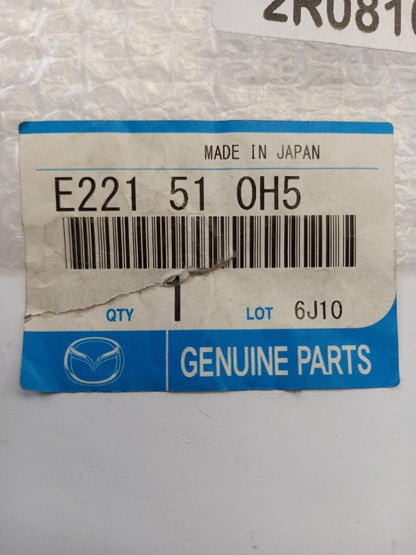 MADE IN JAPAN
E221 51 0H5
QTY 1 LOT 6J10
GENUINE PARTS